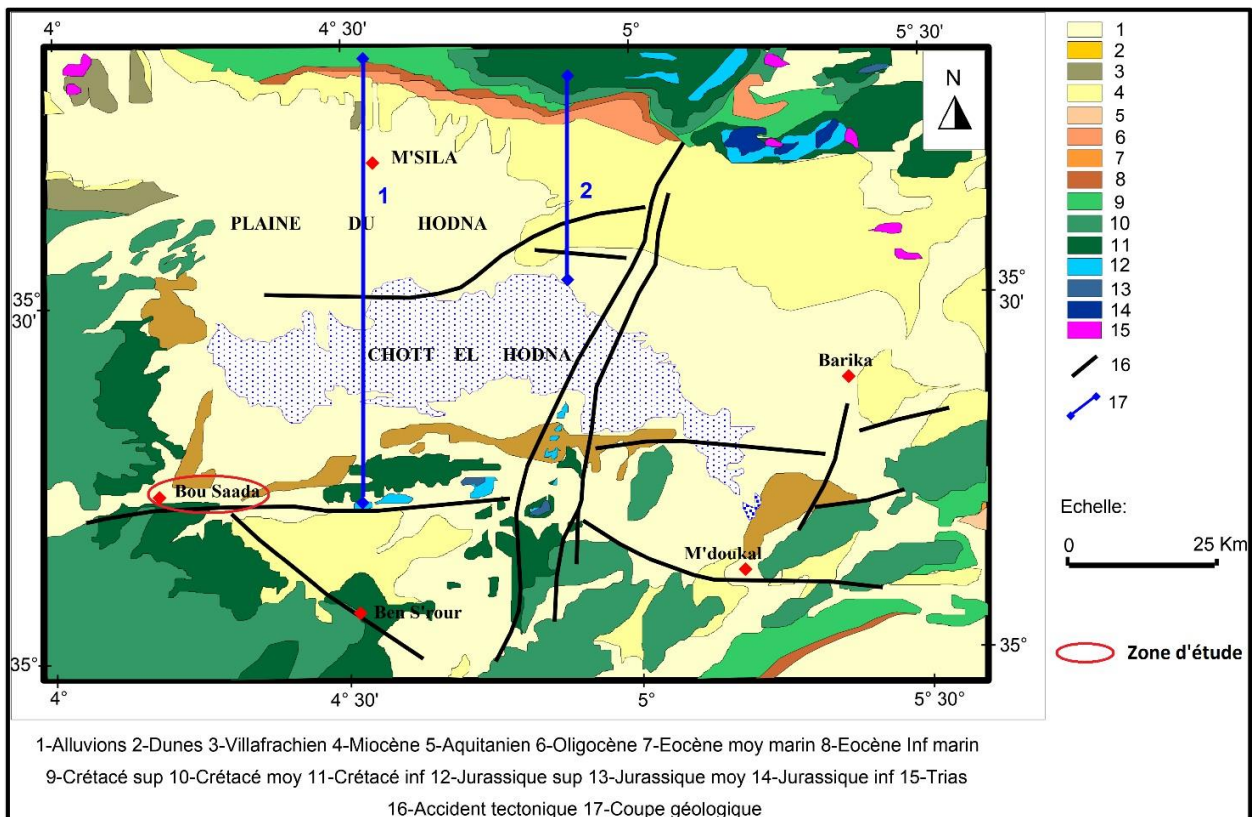 4°
4° 30'
5°
5° 30'
N
M'SILA
1
2
PLAINE DU HODNA
35°
30'
35°
30'
CHOTT EL HODNA
Barika
Bou Saada
M'doukal
Ben S'rour
35°
35°
4°
4° 30'
5°
5° 30'
1
2
3
4
5
6
7
8
9
10
11
12
13
14
15
16
17
Echelle:
0 25 Km
Zone d'étude
1-Alluvions 2-Dunes 3-Villafrachien 4-Miocène 5-Aquitanien 6-Oligocène 7-Eocène moy marin 8-Eocène Inf marin
9-Crétacé sup 10-Crétacé moy 11-Crétacé inf 12-Jurassique sup 13-Jurassique moy 14-Jurassique inf 15-Trias
16-Accident tectonique 17-Coupe géologique